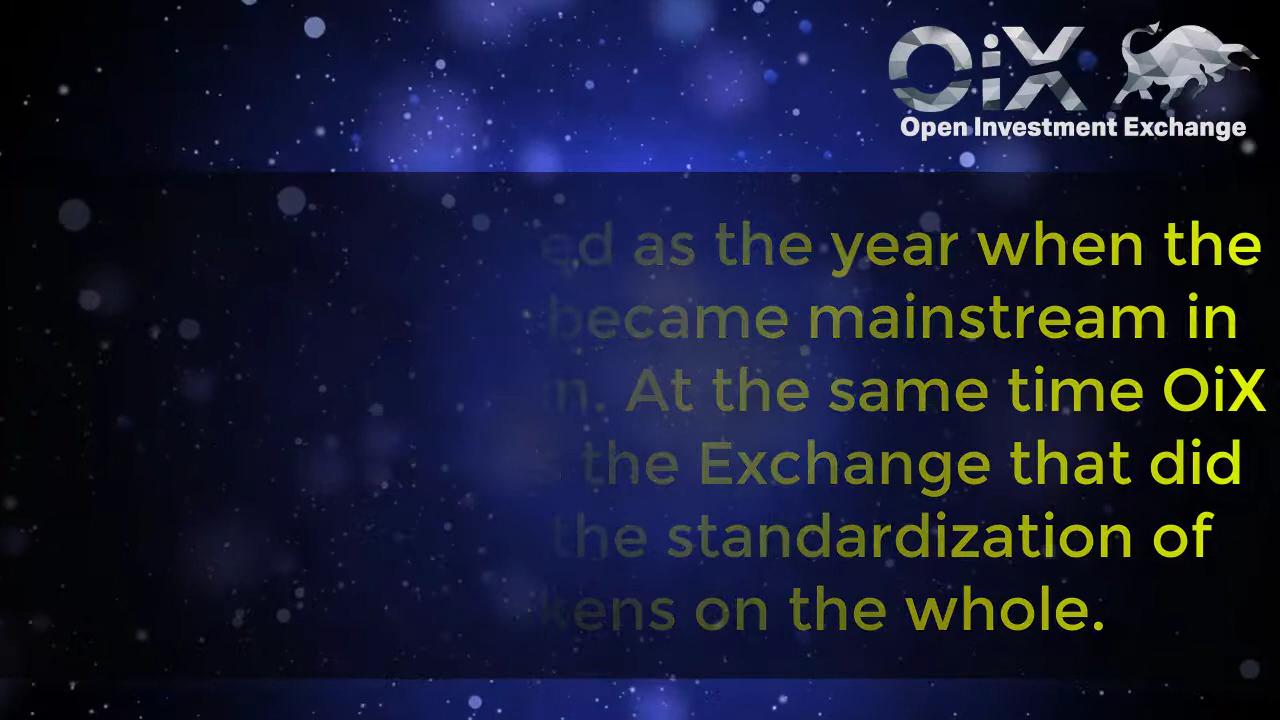 OiX
Open Investment Exchange
ed as the year when the
became mainstream in
in. At the same time OiX
the Exchange that did
the standardization of
kens on the whole.